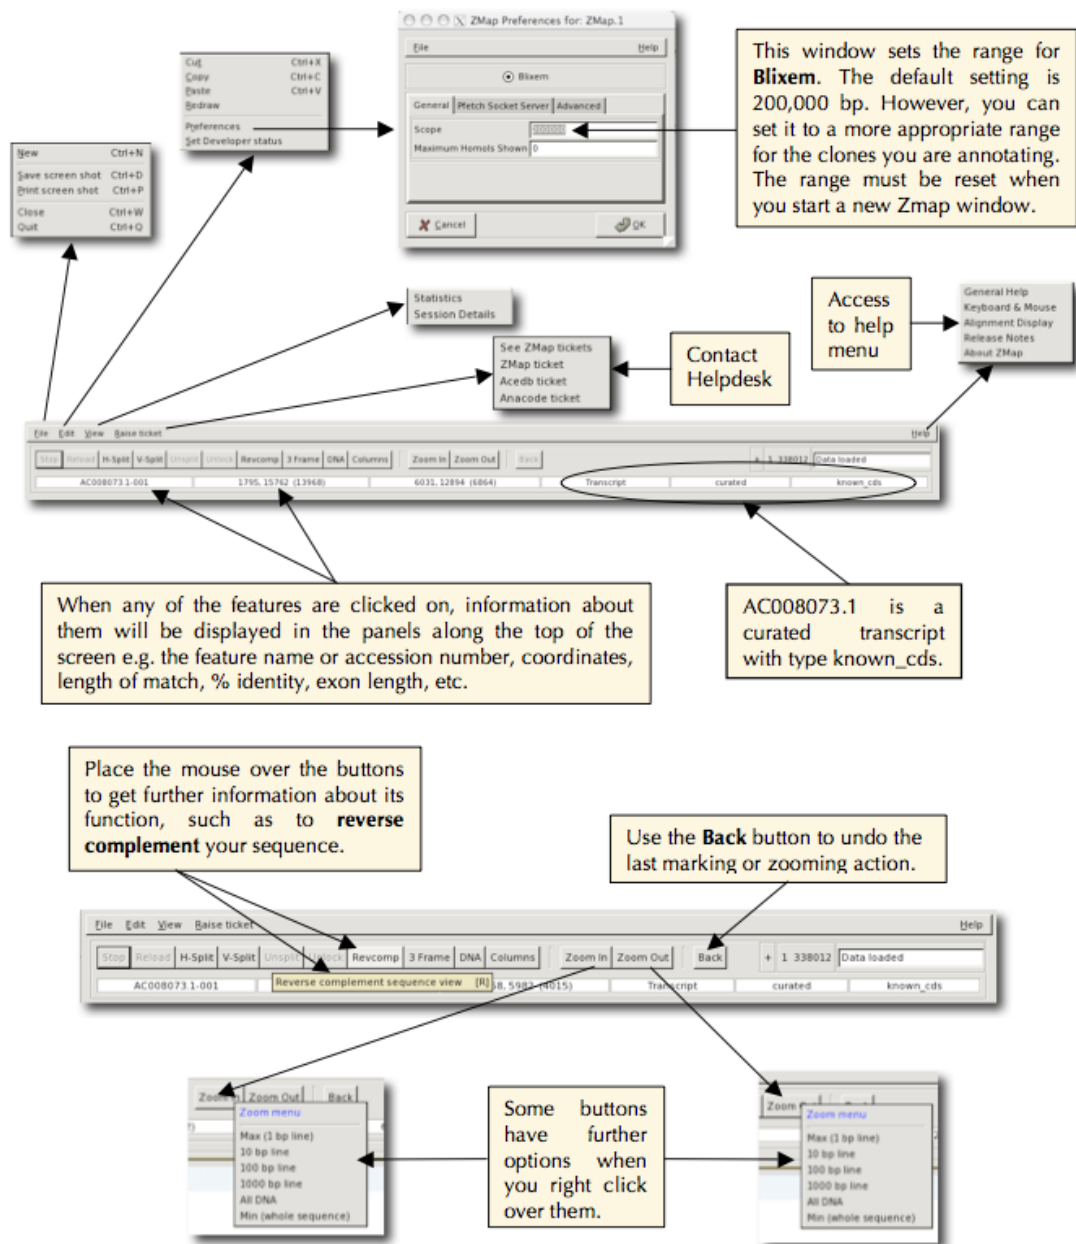 ZMap Preferences for: ZMap.1
File Help
Blixem
General Pfetch Socket Server Advanced
Scope 200000
Maximum Homols Shown 0
Cancel OK
This window sets the range for
Blixem. The default setting is
200,000 bp. However, you can
set it to a more appropriate range
for the clones you are annotating.
The range must be reset when
you start a new Zmap window.
Cut Ctrl+X
Copy Ctrl+C
Paste Ctrl+V
Redraw
Preferences
Set Developer status
New Ctrl+N
Save screen shot Ctrl+D
Print screen shot Ctrl+P
Close Ctrl+W
Quit Ctrl+Q
Statistics
Session Details
See ZMap tickets
ZMap ticket
Acedb ticket
Anacode ticket
Contact
Helpdesk
Access
to help
menu
General Help
Keyboard & Mouse
Alignment Display
Release Notes
About ZMap
File Edit View Raise ticket Help
Stop Reload H-Split V-Split Unsplit Unlock Revcomp 3 Frame DNA Columns Zoom In Zoom Out Back + 1 338012 Data loaded
AC008073.1-001 1795, 15762 (13968) 6031, 12894 (6864) Transcript curated known_cds
When any of the features are clicked on, information about
them will be displayed in the panels along the top of the
screen e.g. the feature name or accession number, coordinates,
length of match, % identity, exon length, etc.
AC008073.1 is a
curated transcript
with type known_cds.
Place the mouse over the buttons
to get further information about its
function, such as to reverse
complement your sequence.
Use the Back button to undo the
last marking or zooming action.
File Edit View Raise ticket Help
Stop Reload H-Split V-Split Unsplit Unlock Revcomp 3 Frame DNA Columns Zoom In Zoom Out Back + 1 338012 Data loaded
AC008073.1-001 Reverse complement sequence view [R] 68, 5982 (4015) Transcript curated known_cds
Zoom In Zoom Out Back
Zoom menu
Max (1 bp line)
10 bp line
100 bp line
1000 bp line
All DNA
Min (whole sequence)
Some buttons
have further
options when
you right click
over them.
Zoom menu
Max (1 bp line)
10 bp line
100 bp line
1000 bp line
All DNA
Min (whole sequence)